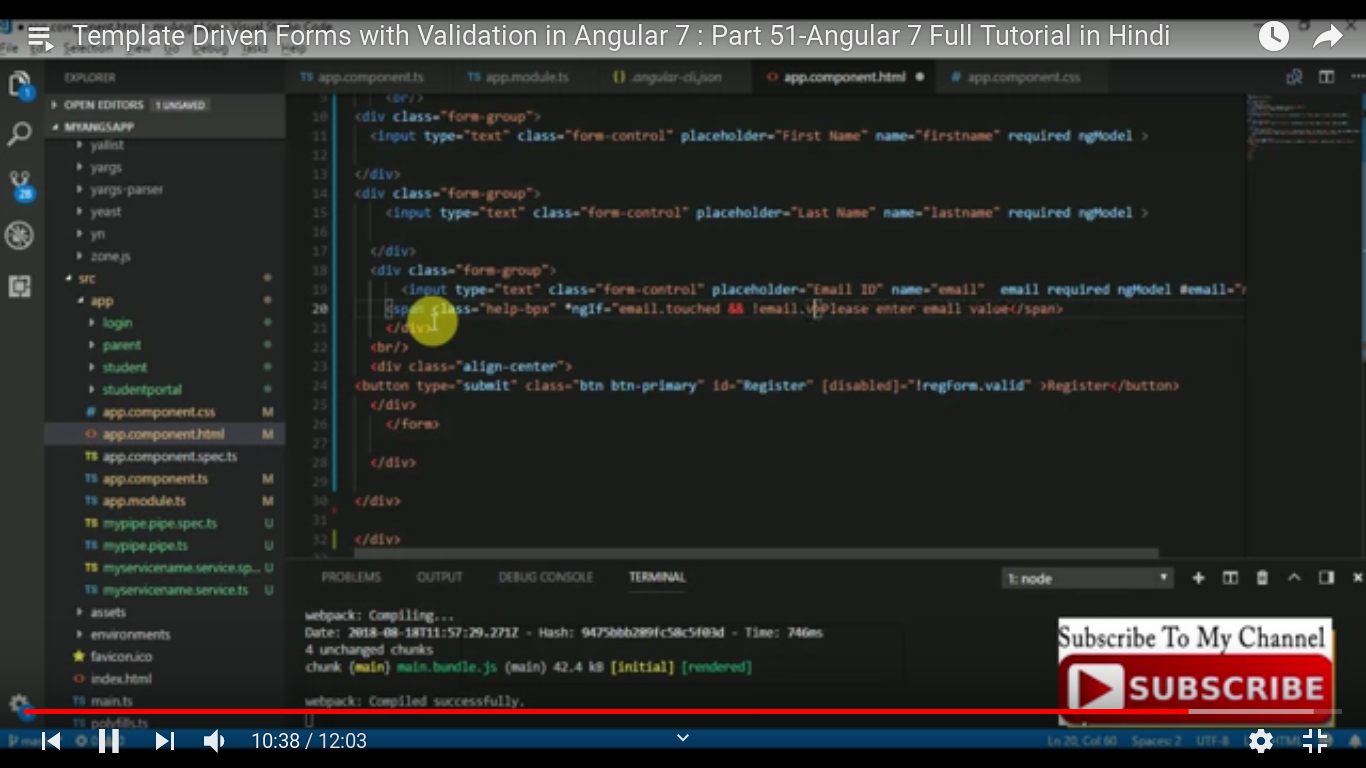 Template Driven Forms with Validation in Angular 7 : Part 51-Angular 7 Full Tutorial in Hindi
File Selection View Go Debug Tasks Help
EXPLORER
app.component.ts app.module.ts .angular-cli.json app.component.html app.component.css
OPEN EDITORS 1 UNSAVED
MYANGSAPP
yallist
yargs
yargs-parser
yeast
yn
zone.js
src
app
login
parent
student
studentportal
app.component.css M
app.component.html M
app.component.spec.ts
app.component.ts M
app.module.ts M
mypipe.pipe.spec.ts U
mypipe.pipe.ts U
myservicename.service.sp... U
myservicename.service.ts U
assets
environments
favicon.ico
index.html
main.ts
polyfills.ts
9 <br/>
10 <div class="form-group">
11 <input type="text" class="form-control" placeholder="First Name" name="firstname" required ngModel >
12
13 </div>
14 <div class="form-group">
15 <input type="text" class="form-control" placeholder="Last Name" name="lastname" required ngModel >
16
17 </div>
18 <div class="form-group">
19 <input type="text" class="form-control" placeholder="Email ID" name="email" email required ngModel #email="n
20 <span class="help-bpx" *ngIf="email.touched && !email.v>Please enter email value</span>
21 </div>
22 <br/>
23 <div class="align-center">
24 <button type="submit" class="btn btn-primary" id="Register" [disabled]="!regForm.valid" >Register</button>
25 </div>
26 </form>
27
28 </div>
29
30 </div>
31
32 </div>
PROBLEMS OUTPUT DEBUG CONSOLE TERMINAL 1: node
webpack: Compiling...
Date: 2018-08-18T11:57:29.271Z - Hash: 9475bbb289fc58c5f03d - Time: 746ms
4 unchanged chunks
chunk {main} main.bundle.js (main) 42.4 kB [initial] [rendered]
webpack: Compiled successfully.
Subscribe To My Channel
SUBSCRIBE
10:38 / 12:03
Ln 20, Col 60 Spaces: 2 UTF-8